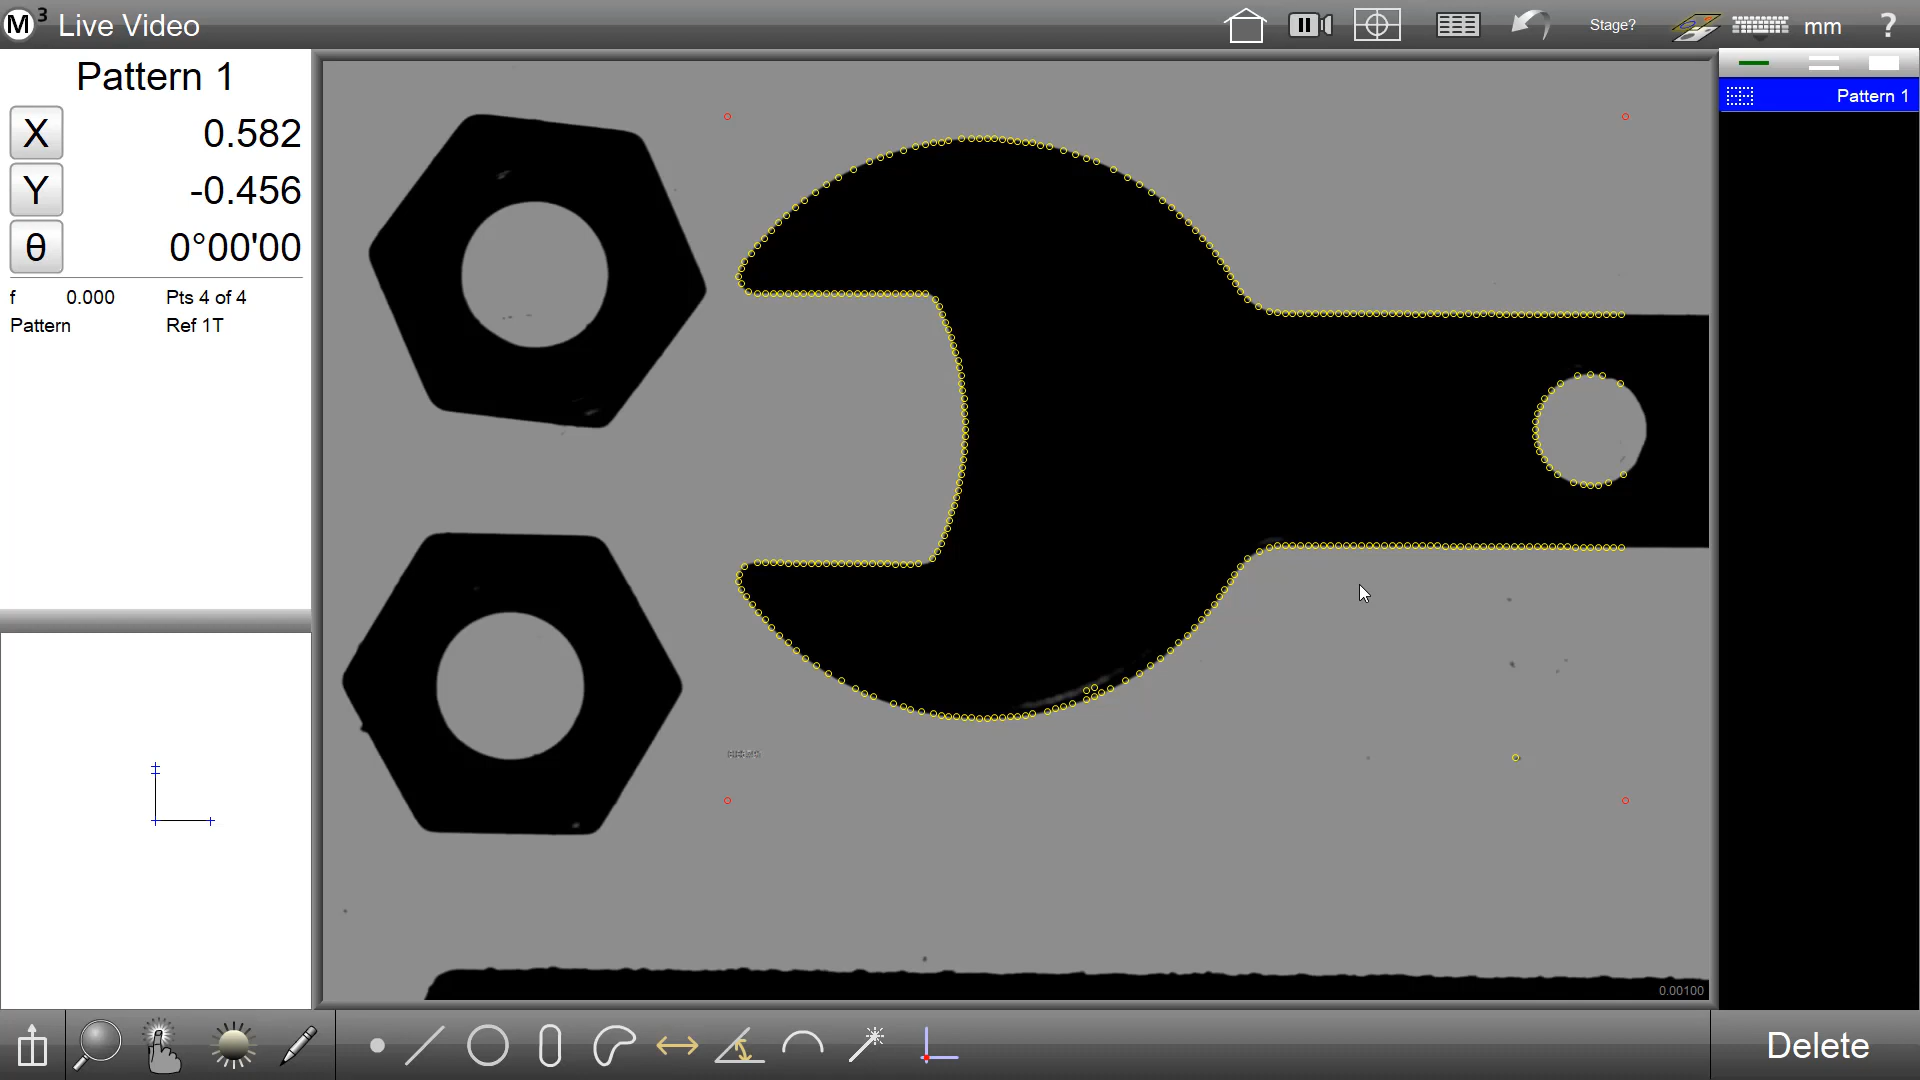 M3 Live Video
Stage?
mm
?
Pattern 1
X 0.582
Y -0.456
θ 0°00'00
f 0.000 Pts 4 of 4
Pattern Ref 1T
Pattern 1
0.00100
Delete